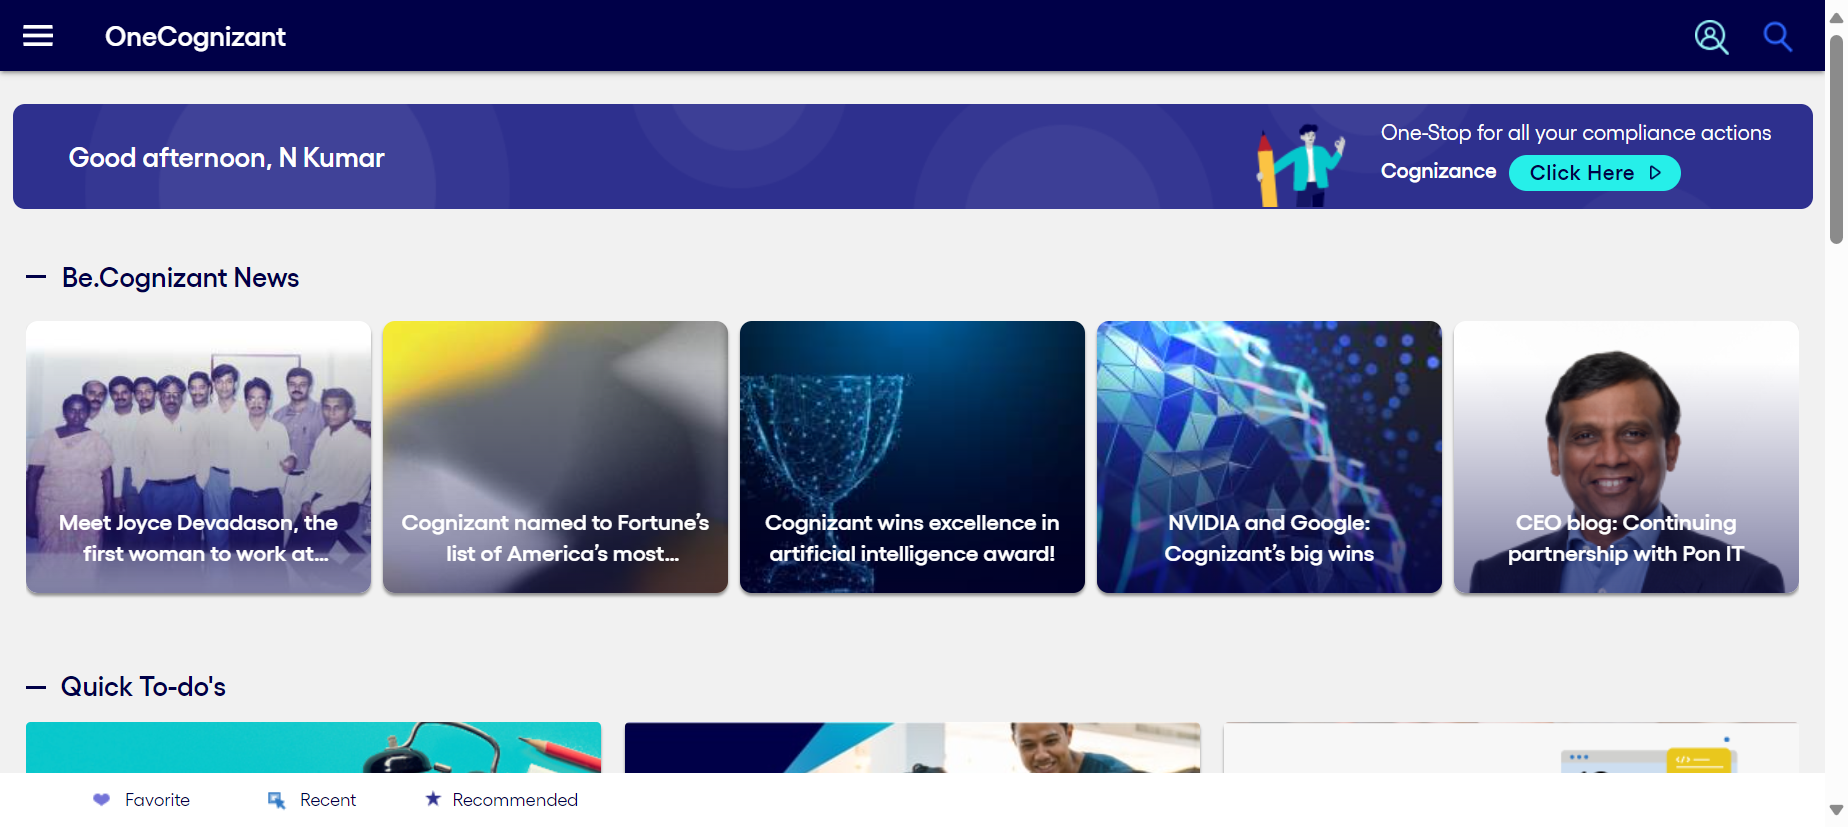 OneCognizant
Good afternoon, N Kumar
One-Stop for all your compliance actions
Cognizance
Click Here
Be.Cognizant News
Meet Joyce Devadason, the
first woman to work at...
Cognizant named to Fortune’s
list of America’s most...
Cognizant wins excellence in
artificial intelligence award!
NVIDIA and Google:
Cognizant’s big wins
CEO blog: Continuing
partnership with Pon IT
Quick To-do's
Favorite
Recent
Recommended